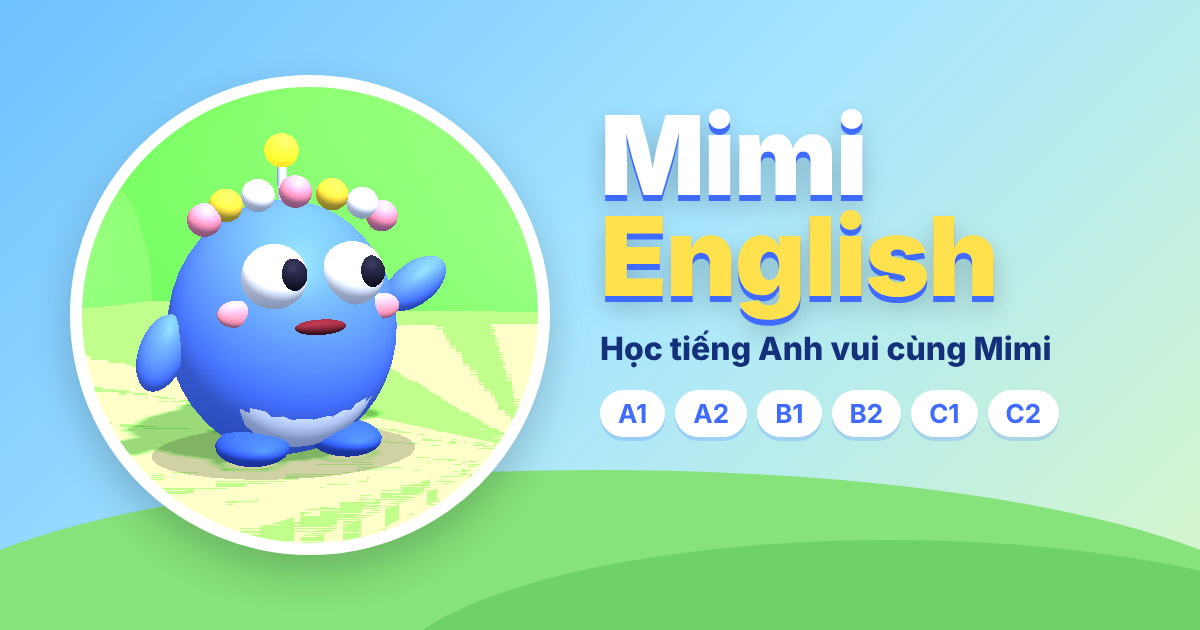 Mimi
English
Học tiếng Anh vui cùng Mimi
A1 A2 B1 B2 C1 C2